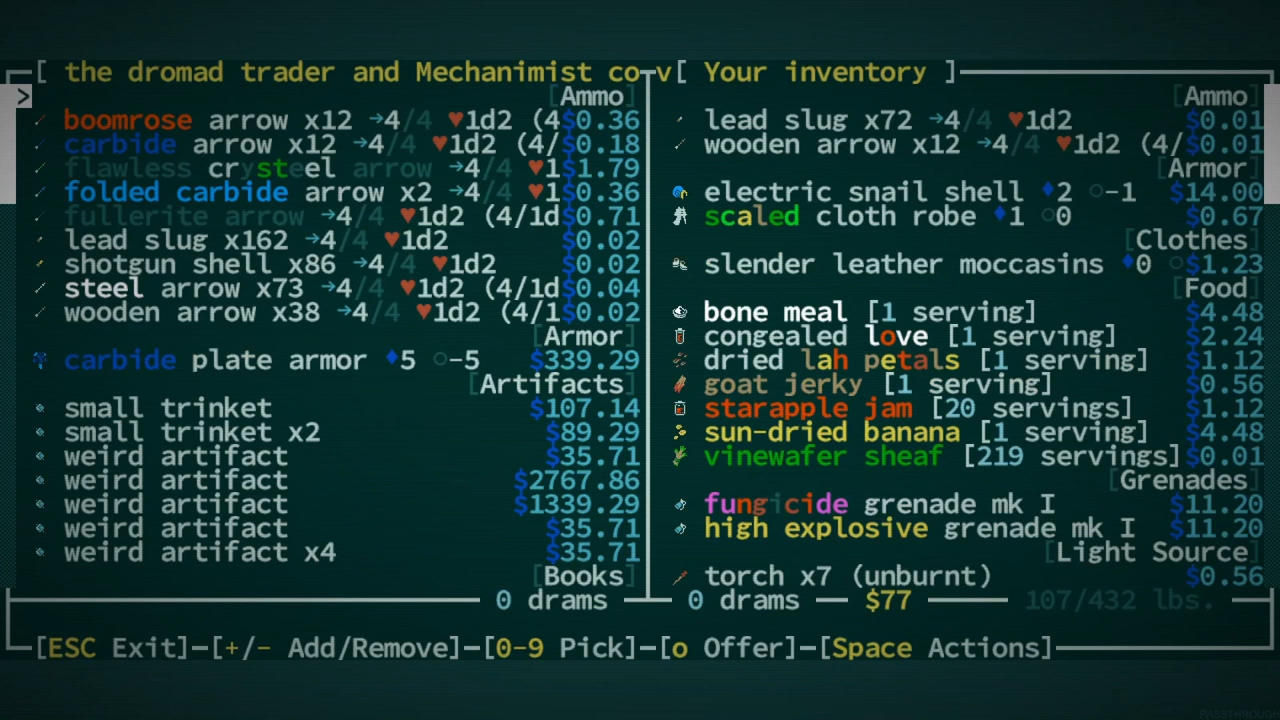 [ the dromad trader and Mechanimist co v[ Your inventory ]
>
[Ammo]
boomrose arrow x12 →4/4 ♥1d2 (4 $0.36
carbide arrow x12 →4/4 ♥1d2 (4/ $0.18
flawless crysteel arrow →4/4 ♥1 $1.79
folded carbide arrow x2 →4/4 ♥1 $0.36
fullerite arrow →4/4 ♥1d2 (4/1d $0.71
lead slug x162 →4/4 ♥1d2 $0.02
shotgun shell x86 →4/4 ♥1d2 $0.02
steel arrow x73 →4/4 ♥1d2 (4/1d $0.04
wooden arrow x38 →4/4 ♥1d2 (4/1 $0.02
[Armor]
carbide plate armor ♦5 ○-5 $339.29
[Artifacts]
small trinket $107.14
small trinket x2 $89.29
weird artifact $35.71
weird artifact $2767.86
weird artifact $1339.29
weird artifact $35.71
weird artifact x4 $35.71
[Books]
0 drams
[Ammo]
lead slug x72 →4/4 ♥1d2 $0.01
wooden arrow x12 →4/4 ♥1d2 (4/ $0.01
[Armor]
electric snail shell ♦2 ○-1 $14.00
scaled cloth robe ♦1 ○0 $0.67
[Clothes]
slender leather moccasins ♦0 ○ $1.23
[Food]
bone meal [1 serving] $4.48
congealed love [1 serving] $2.24
dried lah petals [1 serving] $1.12
goat jerky [1 serving] $0.56
starapple jam [20 servings] $1.12
sun-dried banana [1 serving] $4.48
vinewafer sheaf [219 servings] $0.01
[Grenades]
fungicide grenade mk I $11.20
high explosive grenade mk I $11.20
[Light Source]
torch x7 (unburnt) $0.56
0 drams $77 107/432 lbs.
[ESC Exit]-[+/- Add/Remove]-[0-9 Pick]-[o Offer]-[Space Actions]